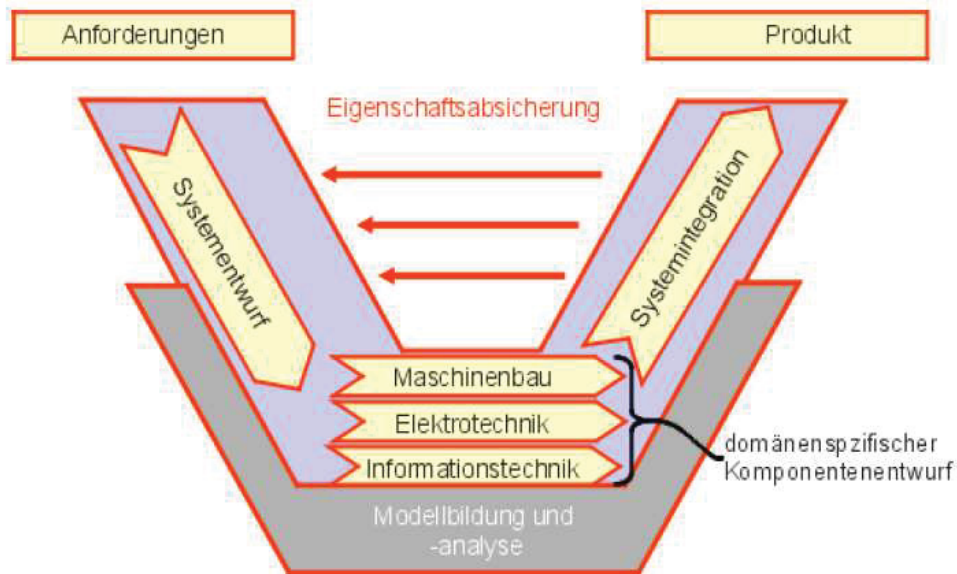 Anforderungen
Produkt
Eigenschaftsabsicherung
Systementwurf
Systemintegration
Maschinenbau
Elektrotechnik
Informationstechnik
domänenspzifischer
Komponentenentwurf
Modellbildung und
-analyse